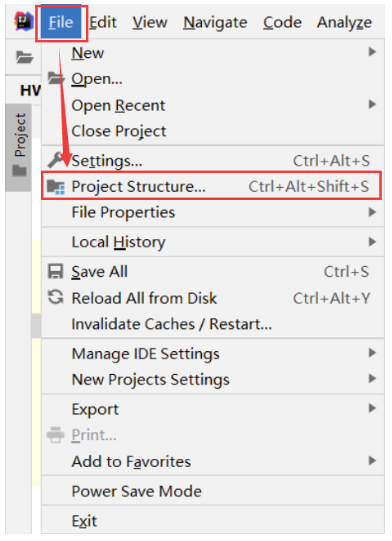 File Edit View Navigate Code Analyze
New
Open...
HW
Open Recent
Close Project
Project
Settings... Ctrl+Alt+S
Project Structure... Ctrl+Alt+Shift+S
File Properties
Local History
Save All Ctrl+S
Reload All from Disk Ctrl+Alt+Y
Invalidate Caches / Restart...
Manage IDE Settings
New Projects Settings
Export
Print...
Add to Favorites
Power Save Mode
Exit